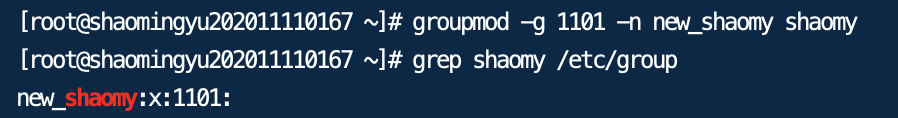 [root@shaomingyu202011110167 ~]# groupmod –g 1101 –n new_shaomy shaomy
[root@shaomingyu202011110167 ~]# grep shaomy /etc/group
new_shaomy:x:1101: